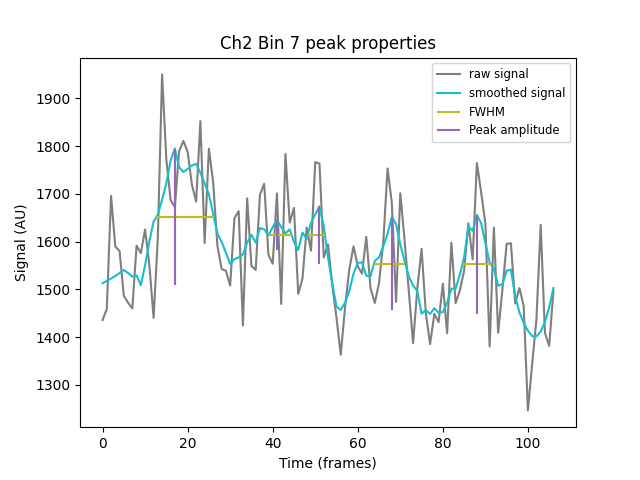 Ch2 Bin 7 peak properties
raw signal
smoothed signal
FWHM
Peak amplitude
Signal (AU)
1900
1800
1700
1600
1500
1400
1300
0 20 40 60 80 100
Time (frames)